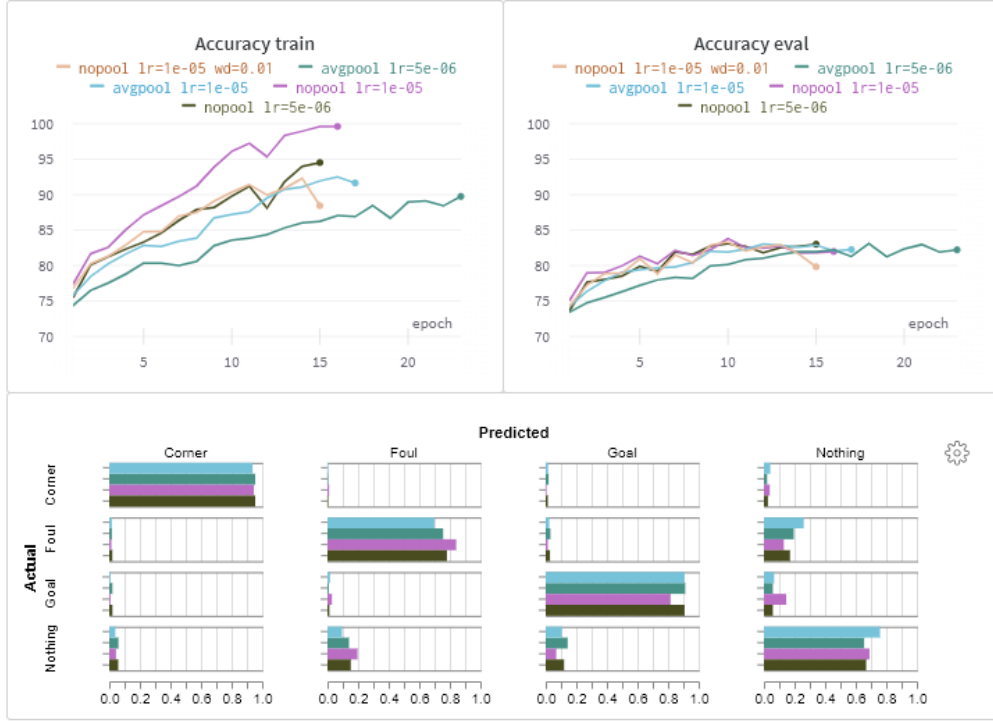 Accuracy train
nopool lr=1e-05 wd=0.01 avgpool lr=5e-06
avgpool lr=1e-05 nopool lr=1e-05
nopool lr=5e-06
100
95
90
85
80
75
70
epoch
5 10 15 20
Accuracy eval
nopool lr=1e-05 wd=0.01 avgpool lr=5e-06
avgpool lr=1e-05 nopool lr=1e-05
nopool lr=5e-06
100
95
90
85
80
75
70
epoch
5 10 15 20
Predicted
Corner Foul Goal Nothing
Actual
Corner
Foul
Goal
Nothing
0.0 0.4 0.6 0.8 1.0 0.0 0.2 0.4 0.6 0.8 1.0 0.0 0.2 0.4 0.6 0.8 1.0 0.0 0.2 0.4 0.6 0.8 1.0